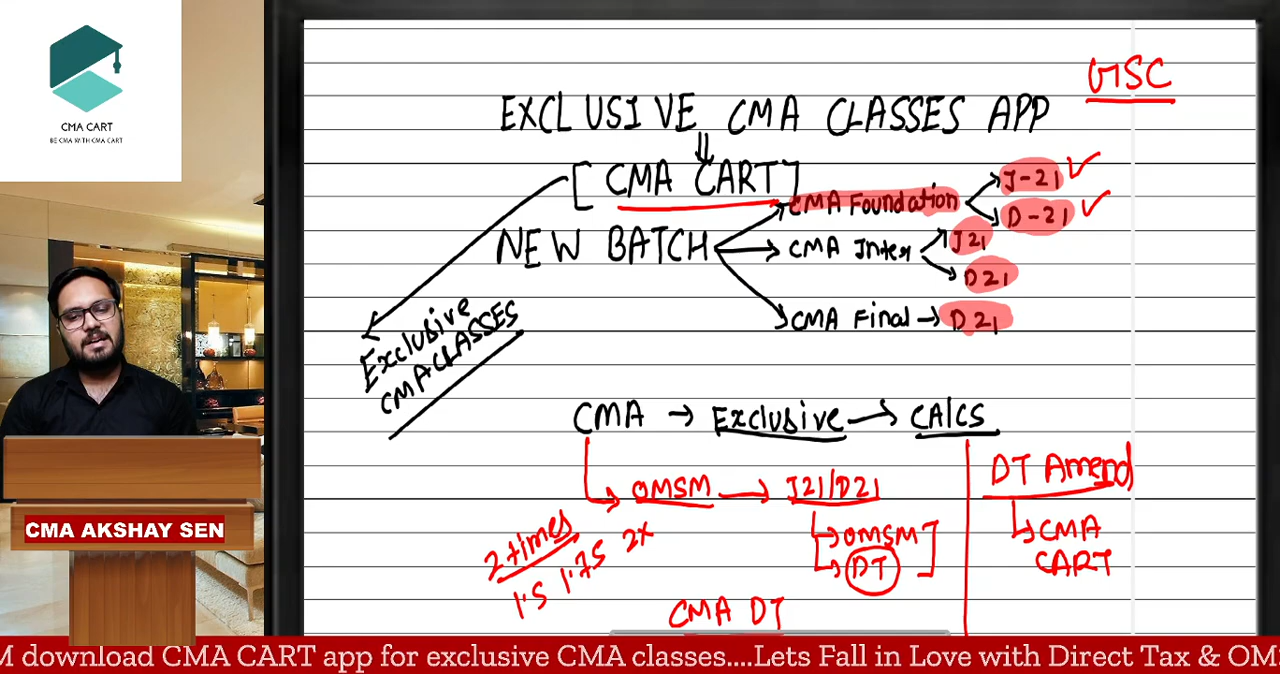 CMA CART
BE CMA WITH CMA CART
GSC
EXCLUSIVE CMA CLASSES APP
[ CMA CART ]
CMA Foundation
J-21
D-21
NEW BATCH
CMA Inter
J21
D21
CMA Final → D21
Exclusive
CMA CLASSES
CMA → Exclusive → CA/CS
OMSM → J21/D21
DT Amend
2 times
1.5 1.75 2x
OMSM
DT
CMA
CART
CMA DT
CMA AKSHAY SEN
M download CMA CART app for exclusive CMA classes....Lets Fall in Love with Direct Tax & OM